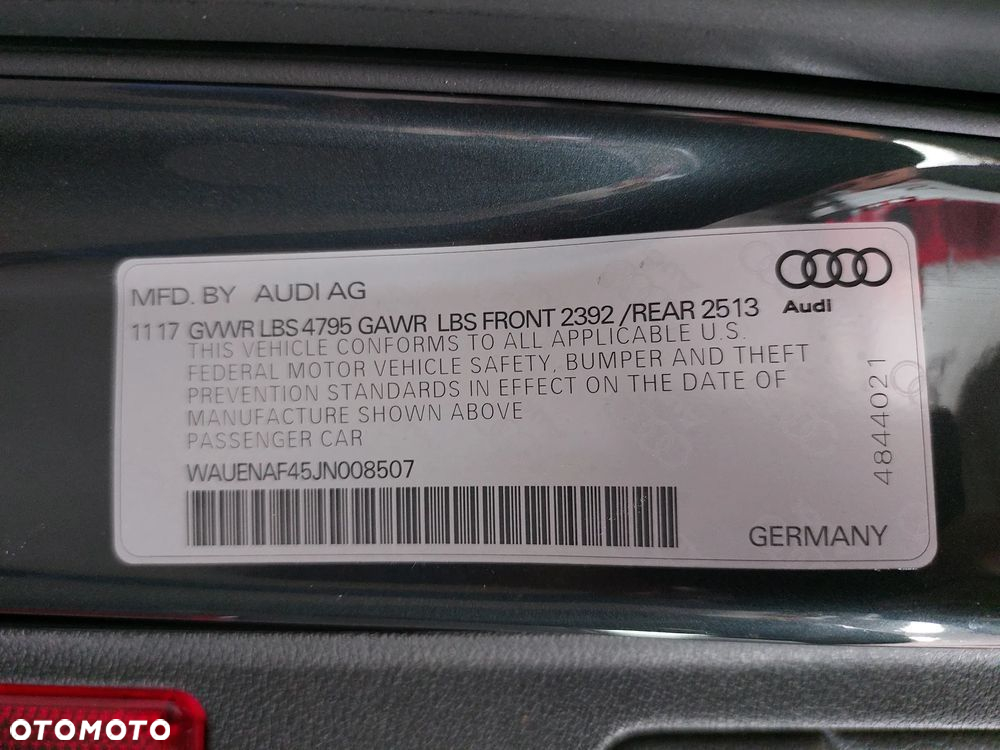 MFD. BY AUDI AG
Audi
11 17 GVWR LBS 4795 GAWR LBS FRONT 2392 /REAR 2513
THIS VEHICLE CONFORMS TO ALL APPLICABLE U.S.
FEDERAL MOTOR VEHICLE SAFETY, BUMPER AND THEFT
PREVENTION STANDARDS IN EFFECT ON THE DATE OF
MANUFACTURE SHOWN ABOVE
PASSENGER CAR
WAUENAF45JN008507
4844021
GERMANY
OTOMOTO